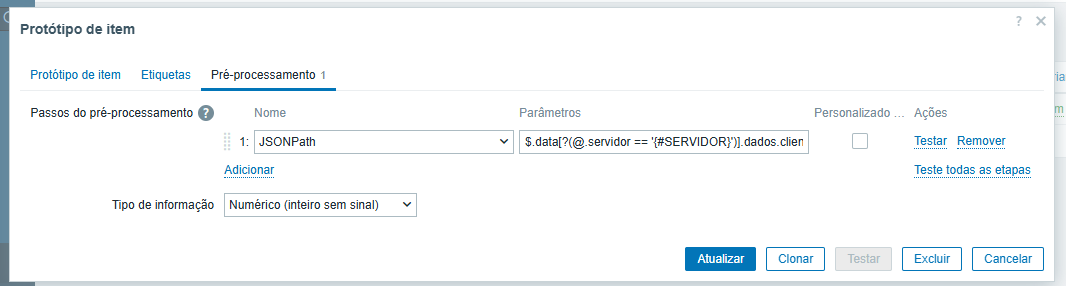 Protótipo de item
?
Protótipo de item Etiquetas Pré-processamento 1
Passos do pré-processamento ? Nome Parâmetros Personalizado ... Ações
1: JSONPath $.data[?(@.servidor == '{#SERVIDOR}')].dados.clien Testar Remover
Adicionar Teste todas as etapas
Tipo de informação Numérico (inteiro sem sinal)
Atualizar Clonar Testar Excluir Cancelar